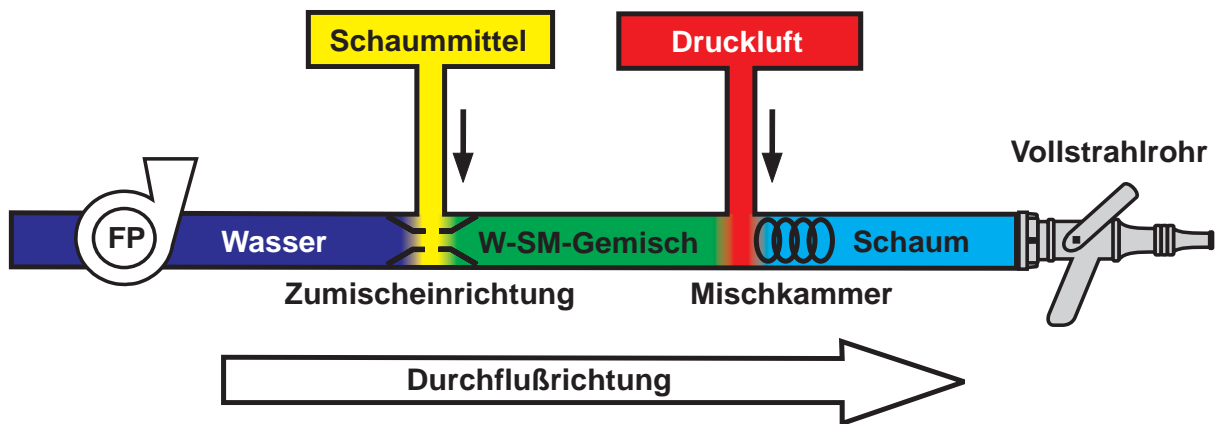 Schaummittel
Druckluft
Vollstrahlrohr
FP
Wasser
W-SM-Gemisch
Schaum
Zumischeinrichtung
Mischkammer
Durchflußrichtung